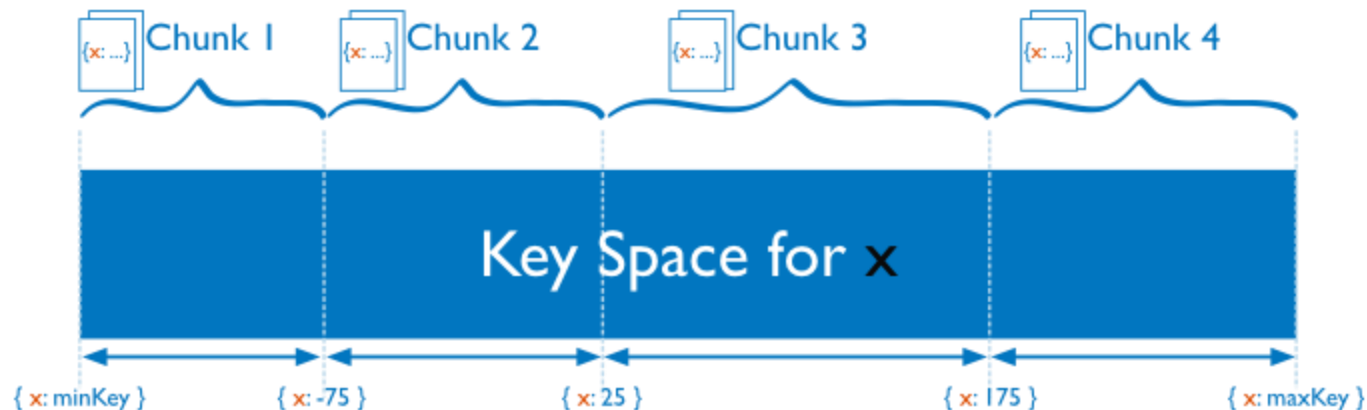 {x: ...} Chunk 1
{x: ...} Chunk 2
{x: ...} Chunk 3
{x: ...} Chunk 4
Key Space for x
{ x: minKey }
{ x: -75 }
{ x: 25 }
{ x: 175 }
{ x: maxKey }